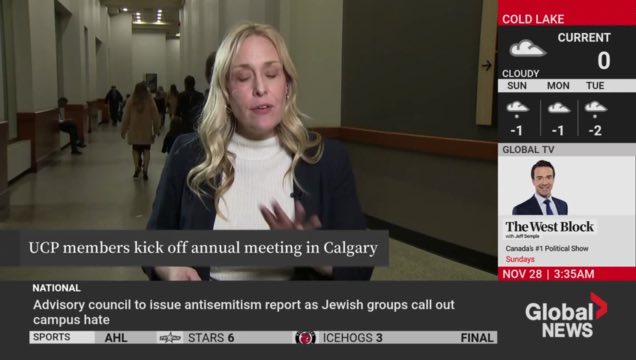 COLD LAKE
CURRENT
0
CLOUDY
SUN MON TUE
-1 -1 -2
GLOBAL TV
The West Block
with Jeff Semple
Canada's #1 Political Show
Sundays
NOV 28 | 3:35AM
UCP members kick off annual meeting in Calgary
NATIONAL
Advisory council to issue antisemitism report as Jewish groups call out
campus hate
Global
NEWS
SPORTS AHL STARS 6 ICEHOGS 3 FINAL